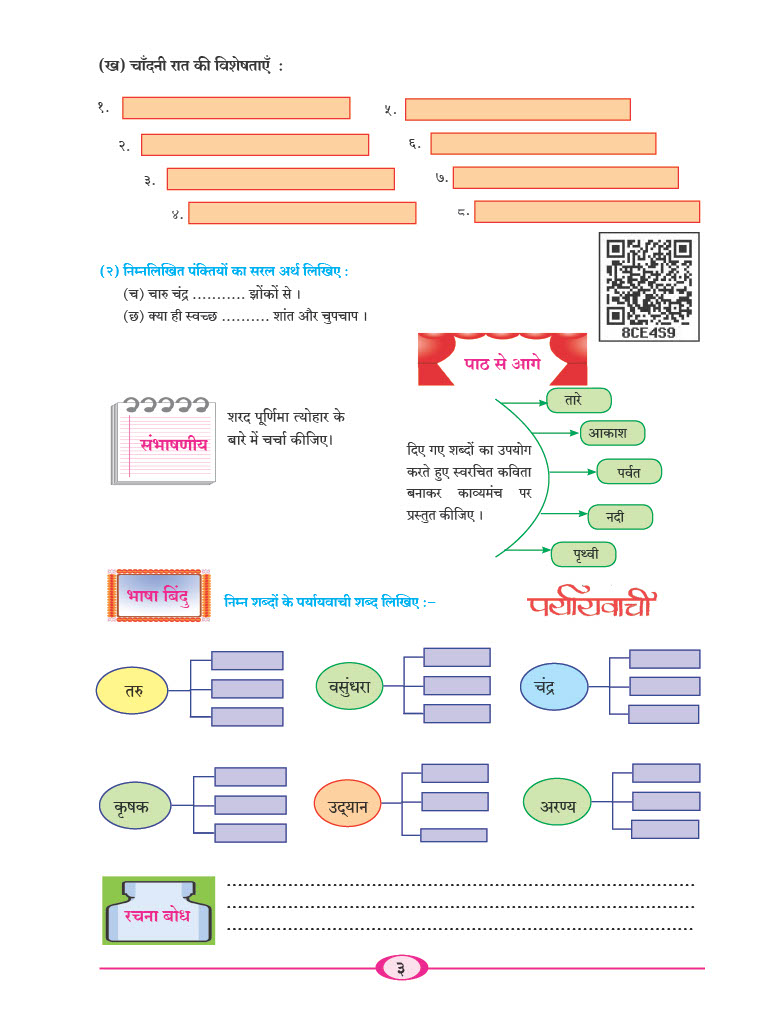 (ख) चाँदनी रात की विशेषताएँ :
१.
५.
२.
६.
३.
७.
४.
८.
(२) निम्नलिखित पंक्तियों का सरल अर्थ लिखिए :
(च) चारु चंद्र ........... झोंकों से ।
(छ) क्या ही स्वच्छ .......... शांत और चुपचाप ।
8CE4S9
पाठ से आगे
संभाषणीय
शरद पूर्णिमा त्योहार के
बारे में चर्चा कीजिए।
दिए गए शब्दों का उपयोग
करते हुए स्वरचित कविता
बनाकर काव्यमंच पर
प्रस्तुत कीजिए ।
तारे
आकाश
पर्वत
नदी
पृथ्वी
भाषा बिंदु
निम्न शब्दों के पर्यायवाची शब्द लिखिए :–
पर्यायवाची
तरु
वसुंधरा
चंद्र
कृषक
उद्‌यान
अरण्य
रचना बोध
३